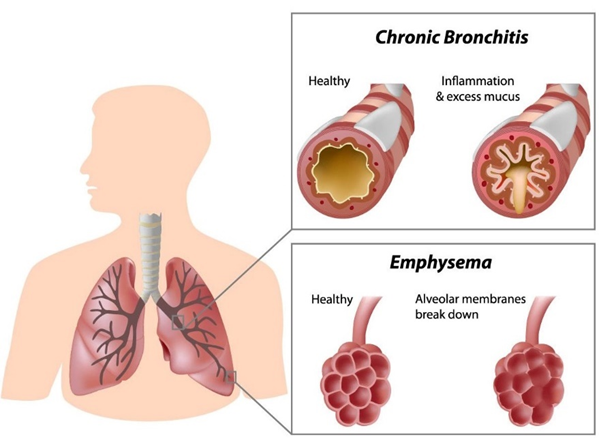 Chronic Bronchitis
Healthy
Inflammation
& excess mucus
Emphysema
Healthy
Alveolar membranes
break down